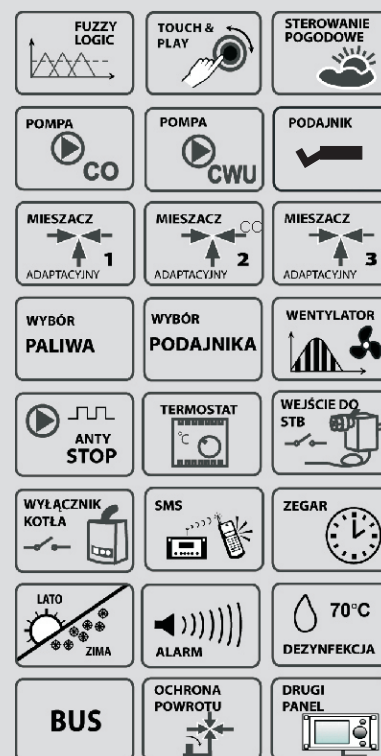 FUZZY
LOGIC
TOUCH &
PLAY
STEROWANIE
POGODOWE
POMPA
CO
POMPA
CWU
PODAJNIK
MIESZACZ
1
ADAPTACYJNY
MIESZACZ
CO
2
ADAPTACYJNY
MIESZACZ
3
ADAPTACYJNY
WYBÓR
PALIWA
WYBÓR
PODAJNIKA
WENTYLATOR
ANTY
STOP
TERMOSTAT
°C
WEJŚCIE DO
STB
WYŁĄCZNIK
KOTŁA
SMS
ZEGAR
LATO
ZIMA
ALARM
70°C
DEZYNFEKCJA
BUS
OCHRONA
POWROTU
DRUGI
PANEL